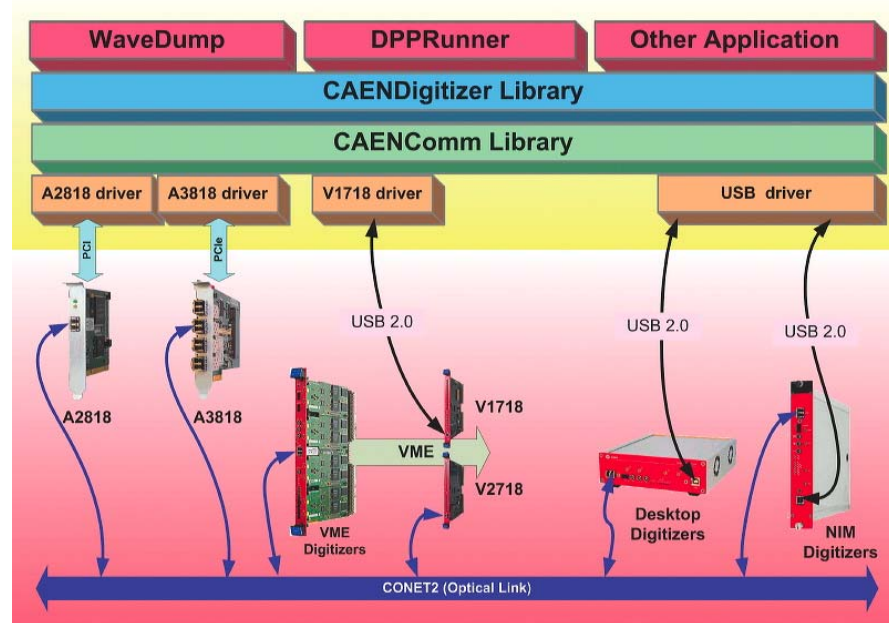 WaveDump
DPPRunner
Other Application
CAENDigitizer Library
CAENComm Library
A2818 driver
A3818 driver
V1718 driver
USB driver
PCI
PCIe
USB 2.0
USB 2.0
USB 2.0
A2818
A3818
V1718
VME
V2718
VME
Digitizers
Desktop
Digitizers
NIM
Digitizers
CONET2 (Optical Link)